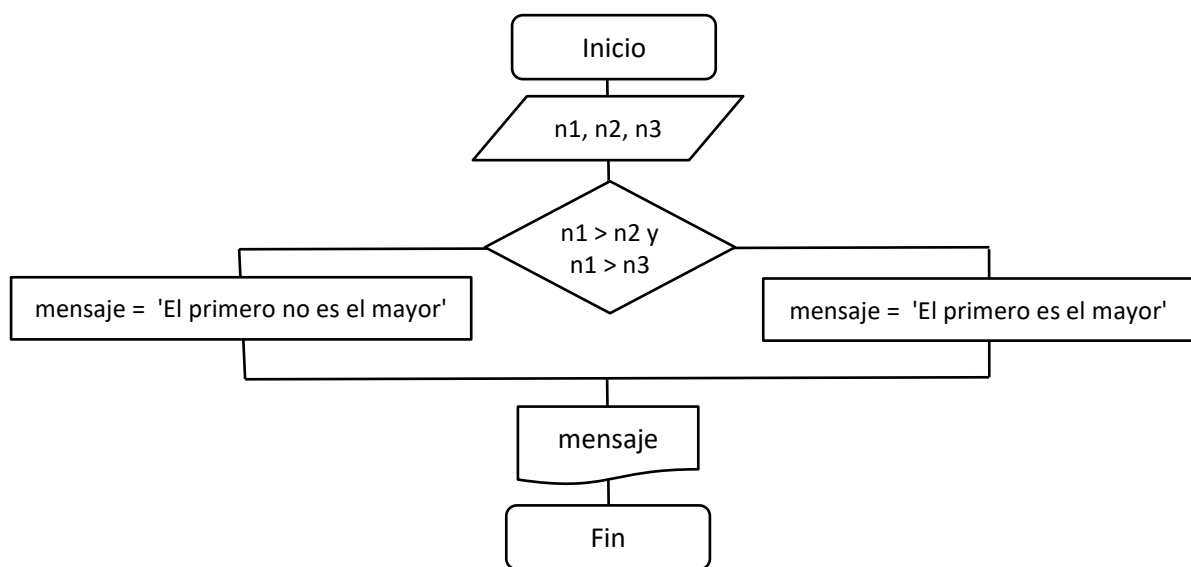 Inicio
n1, n2, n3
n1 > n2 y
n1 > n3
mensaje = 'El primero no es el mayor'
mensaje = 'El primero es el mayor'
mensaje
Fin